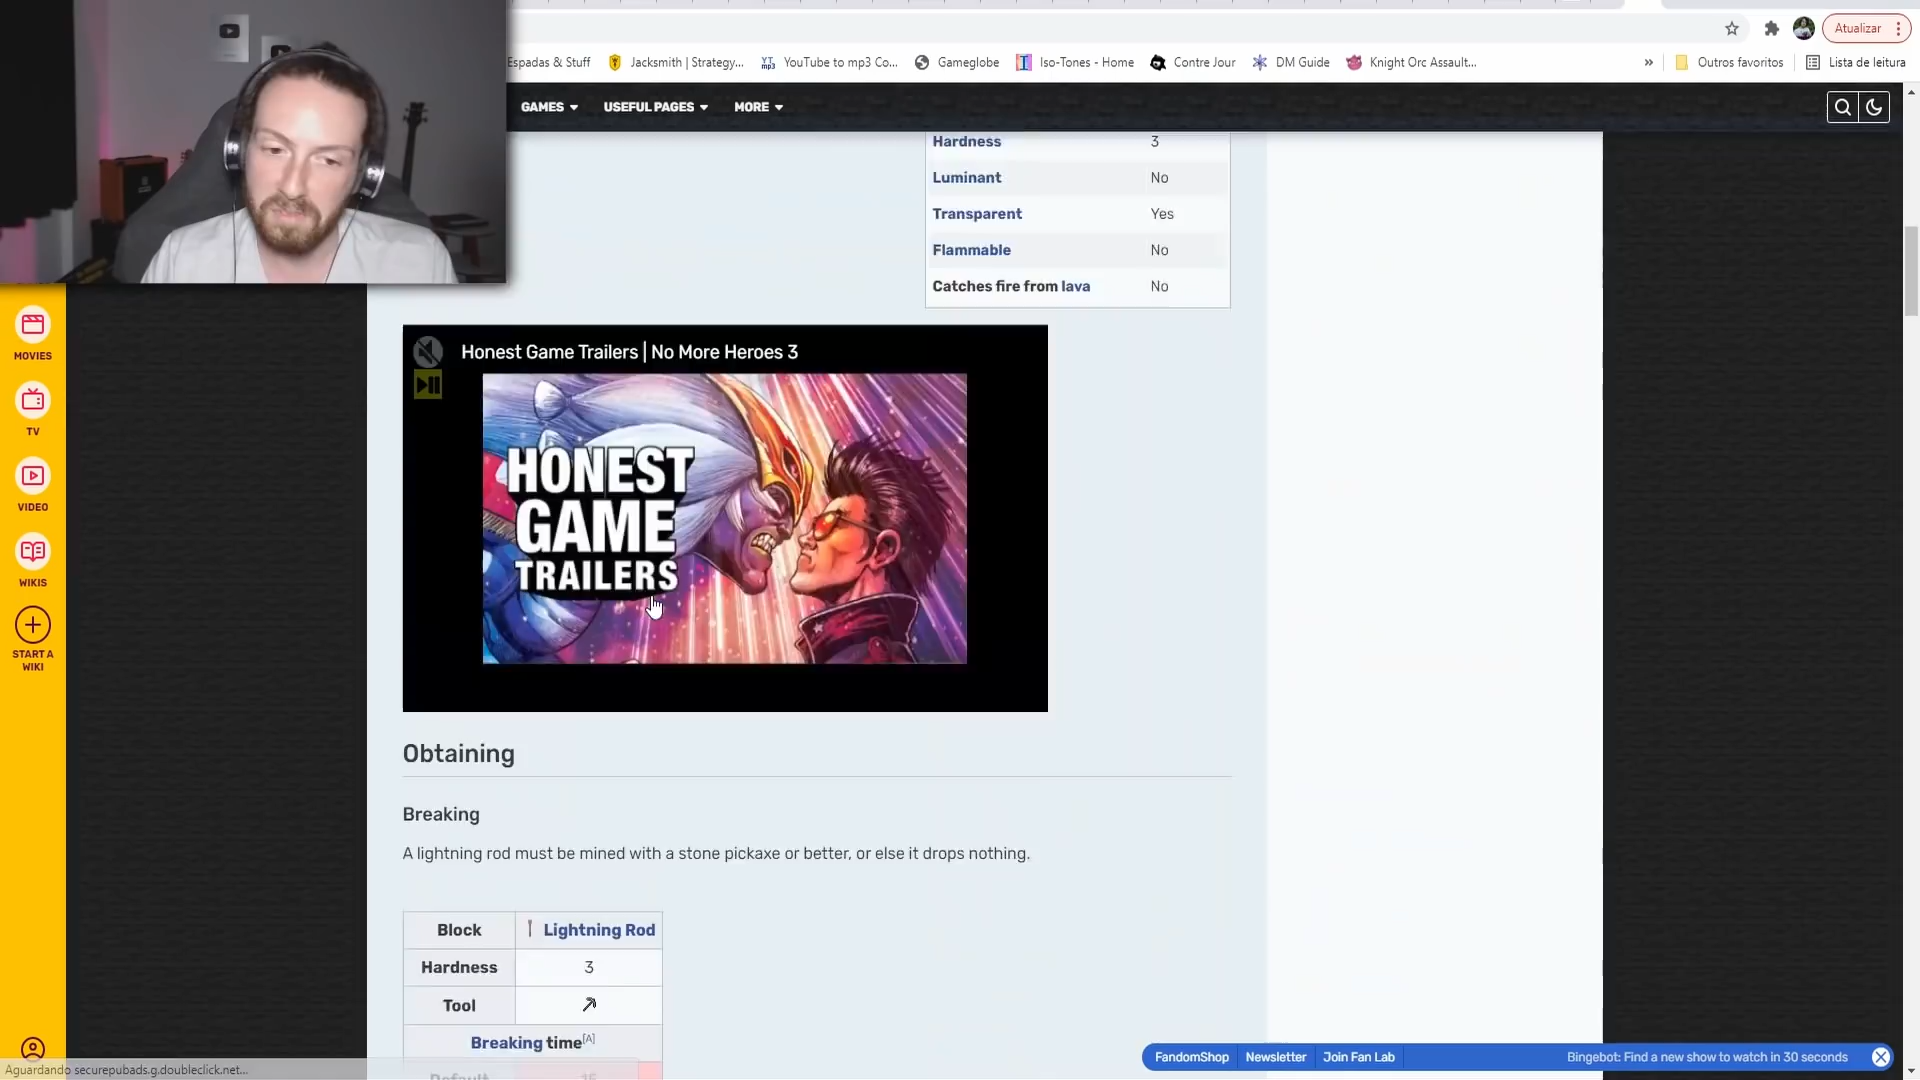 Atualizar
Espadas & Stuff
Jacksmith | Strategy...
YT mp3
YouTube to mp3 Co...
Gameglobe
Iso-Tones - Home
Contre Jour
DM Guide
Knight Orc Assault...
»
Outros favoritos
Lista de leitura
GAMES
USEFUL PAGES
MORE
Hardness 3
Luminant No
Transparent Yes
Flammable No
Catches fire from lava No
MOVIES
TV
VIDEO
WIKIS
START A
WIKI
Honest Game Trailers | No More Heroes 3
HONEST
GAME
TRAILERS
Obtaining
Breaking
A lightning rod must be mined with a stone pickaxe or better, or else it drops nothing.
Block Lightning Rod
Hardness 3
Tool
Breaking time[A]
Default 15
FandomShop
Newsletter
Join Fan Lab
Bingebot: Find a new show to watch in 30 seconds
Aguardando securepubads.g.doubleclick.net...